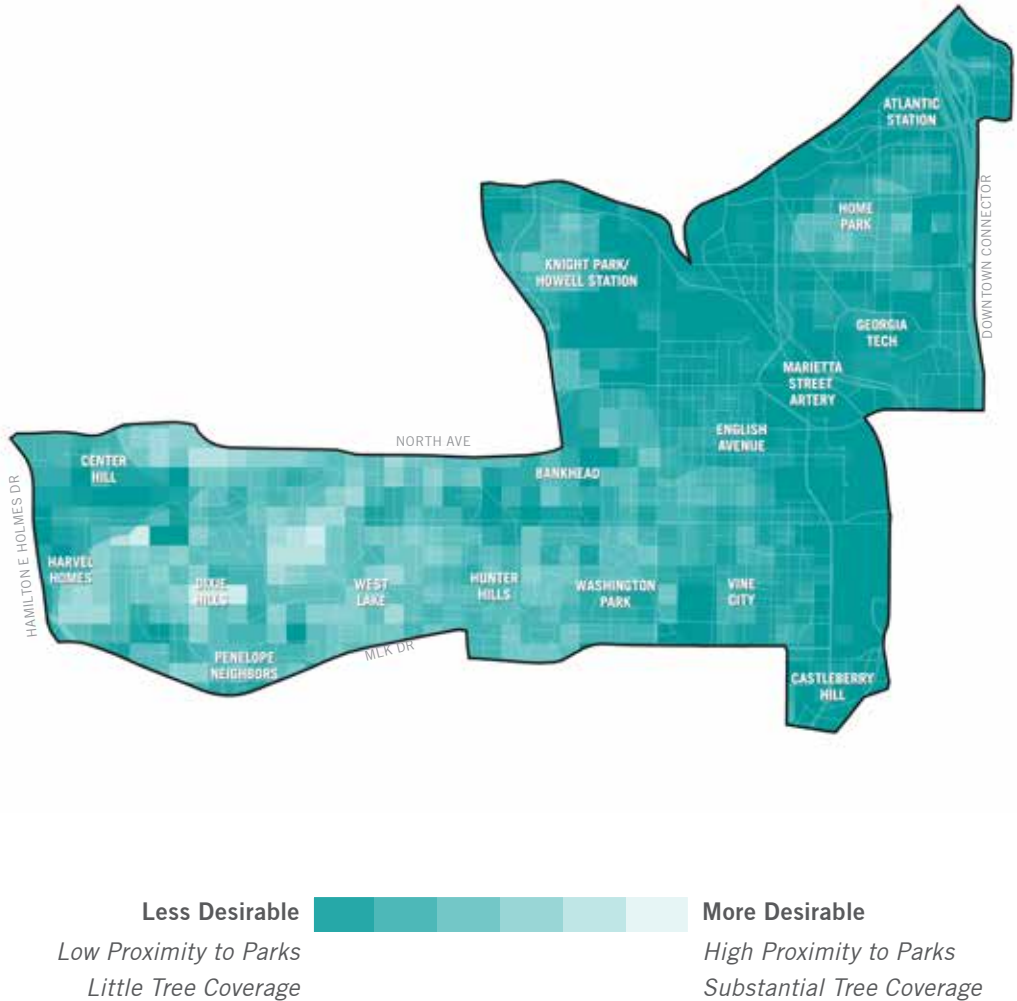 ATLANTIC
STATION
HOME
PARK
DOWNTOWN CONNECTOR
KNIGHT PARK/
HOWELL STATION
GEORGIA
TECH
MARIETTA
STREET
ARTERY
NORTH AVE
ENGLISH
AVENUE
CENTER
HILL
BANKHEAD
HAMILTON E HOLMES DR
HARVEL
HOMES
DIXIE
HILLS
WEST
LAKE
HUNTER
HILLS
WASHINGTON
PARK
VINE
CITY
MLK DR
PENELOPE
NEIGHBORS
CASTLEBERRY
HILL
Less Desirable
Low Proximity to Parks
Little Tree Coverage
More Desirable
High Proximity to Parks
Substantial Tree Coverage